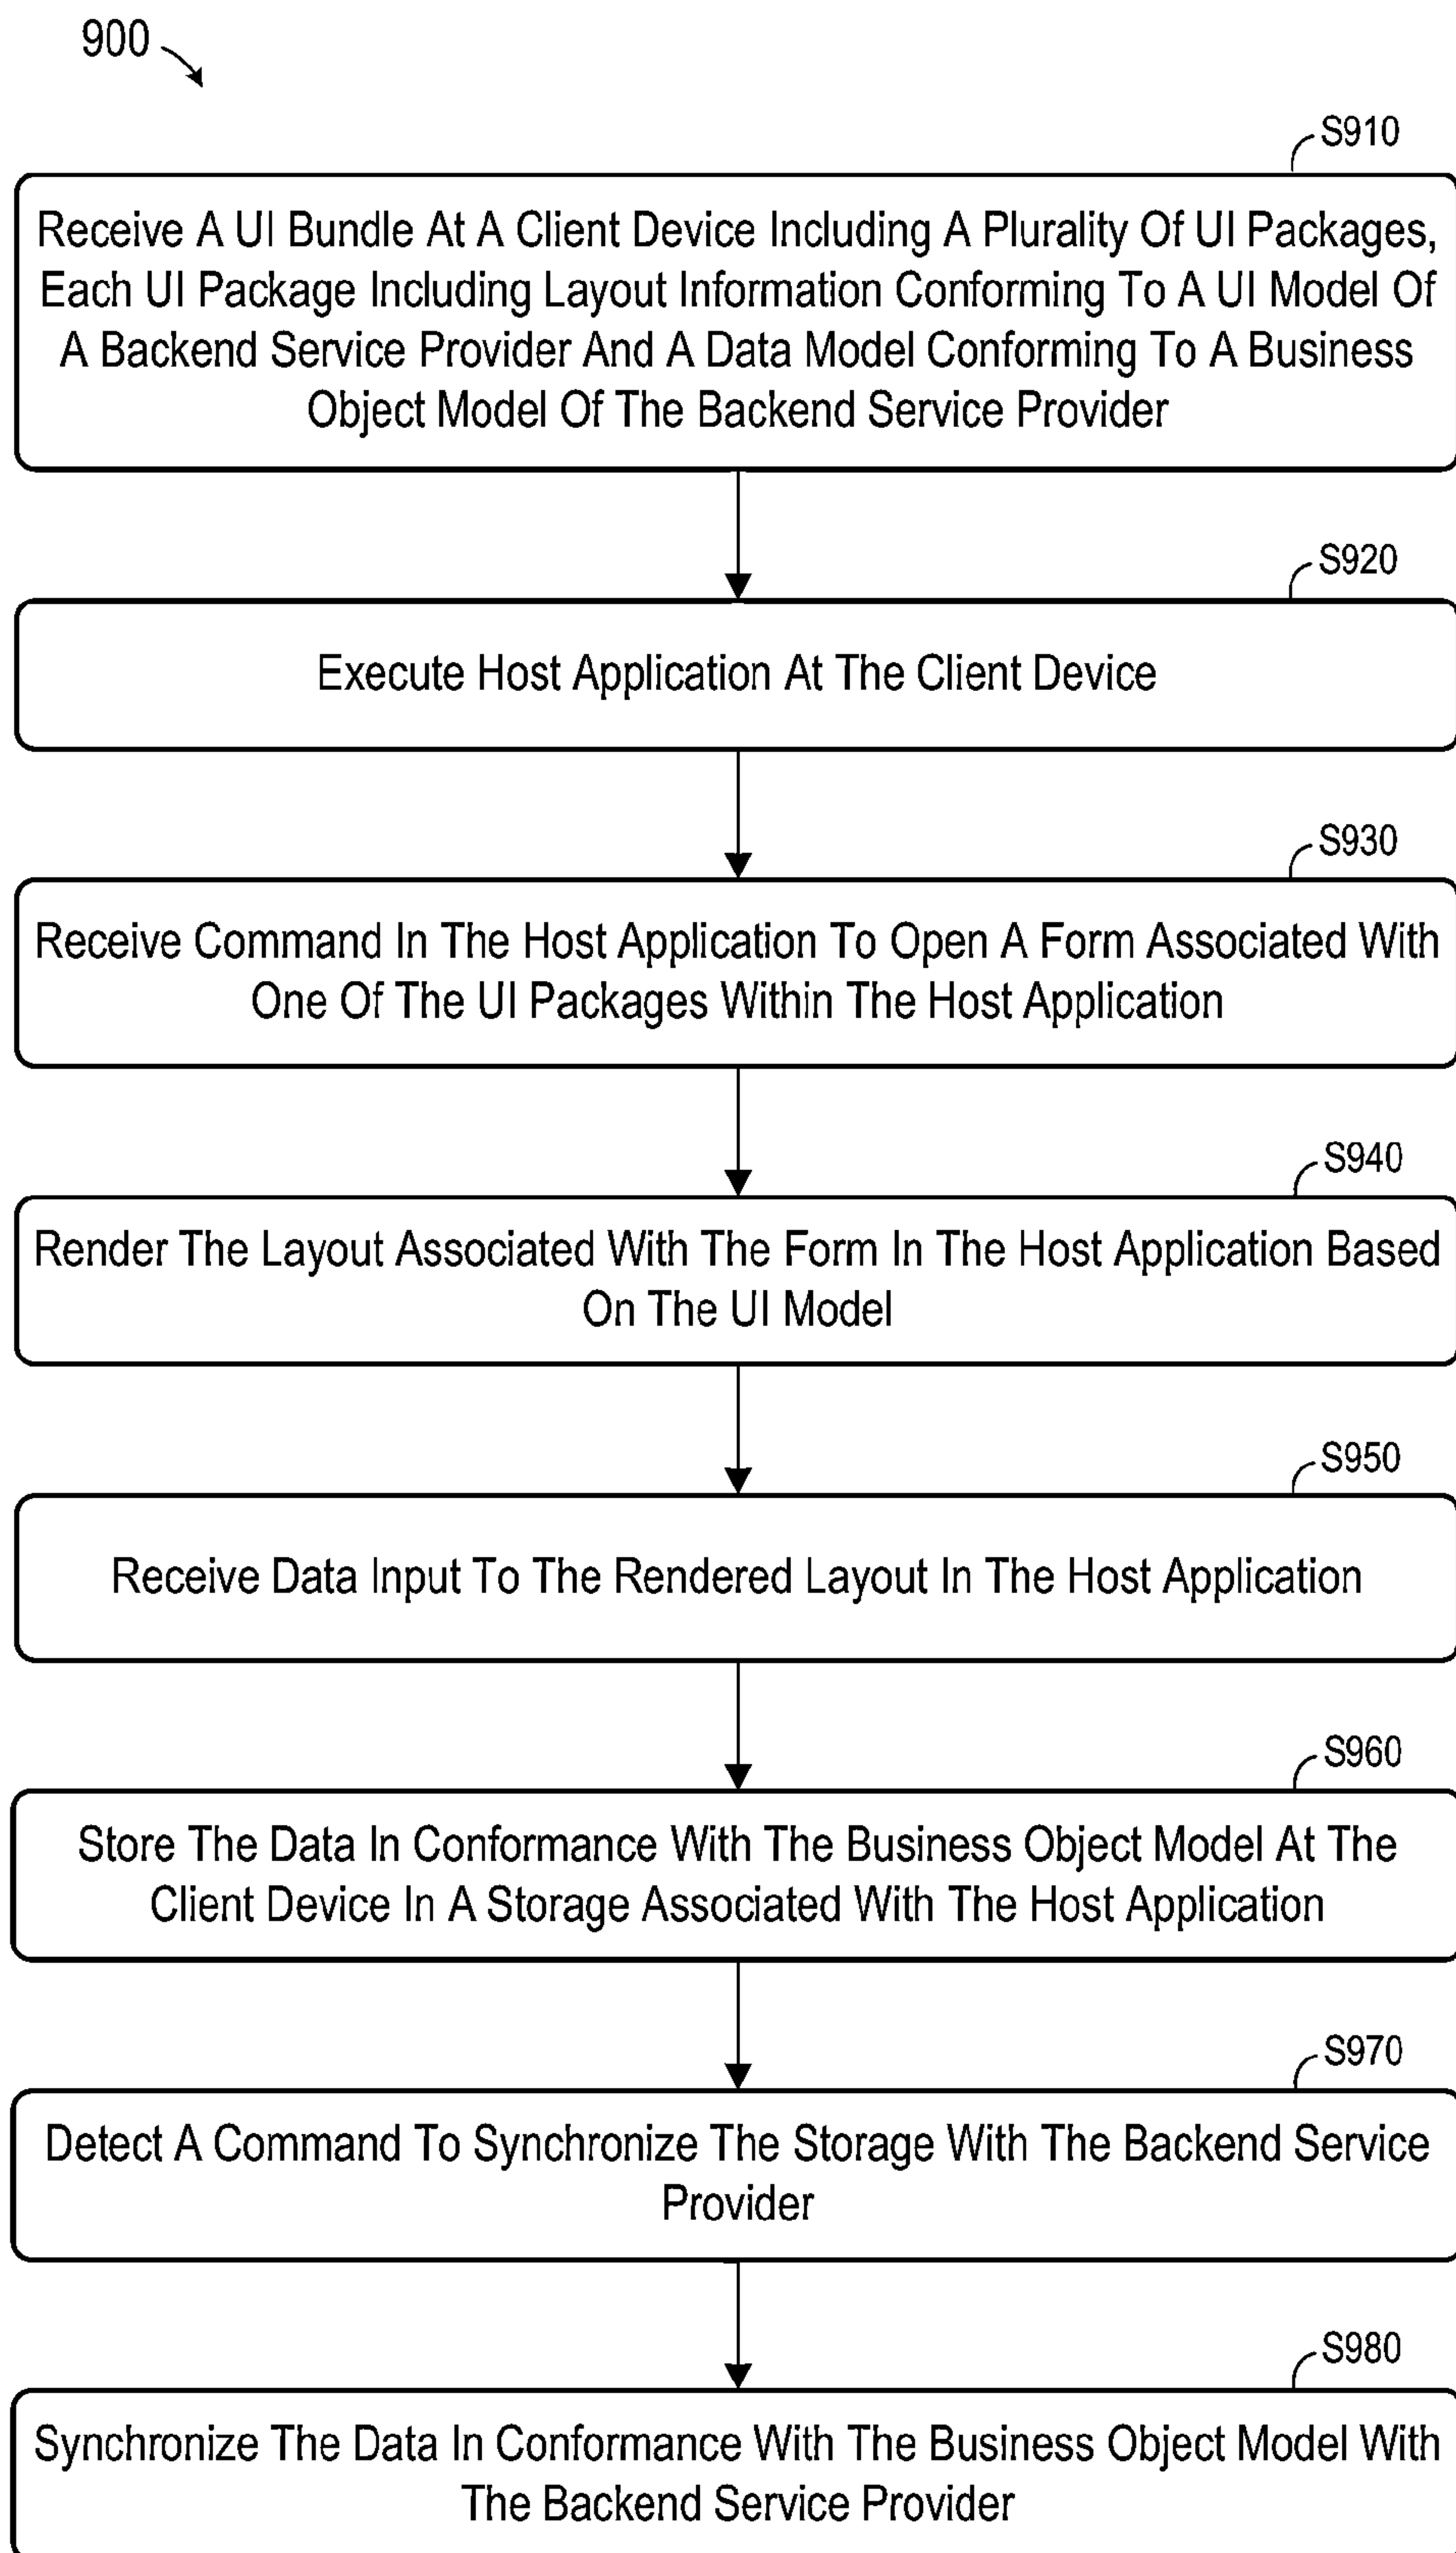 900
S910
Receive A UI Bundle At A Client Device Including A Plurality Of UI Packages,
Each UI Package Including Layout Information Conforming To A UI Model Of
A Backend Service Provider And A Data Model Conforming To A Business
Object Model Of The Backend Service Provider
S920
Execute Host Application At The Client Device
S930
Receive Command In The Host Application To Open A Form Associated With
One Of The UI Packages Within The Host Application
S940
Render The Layout Associated With The Form In The Host Application Based
On The UI Model
S950
Receive Data Input To The Rendered Layout In The Host Application
S960
Store The Data In Conformance With The Business Object Model At The
Client Device In A Storage Associated With The Host Application
S970
Detect A Command To Synchronize The Storage With The Backend Service
Provider
S980
Synchronize The Data In Conformance With The Business Object Model With
The Backend Service Provider